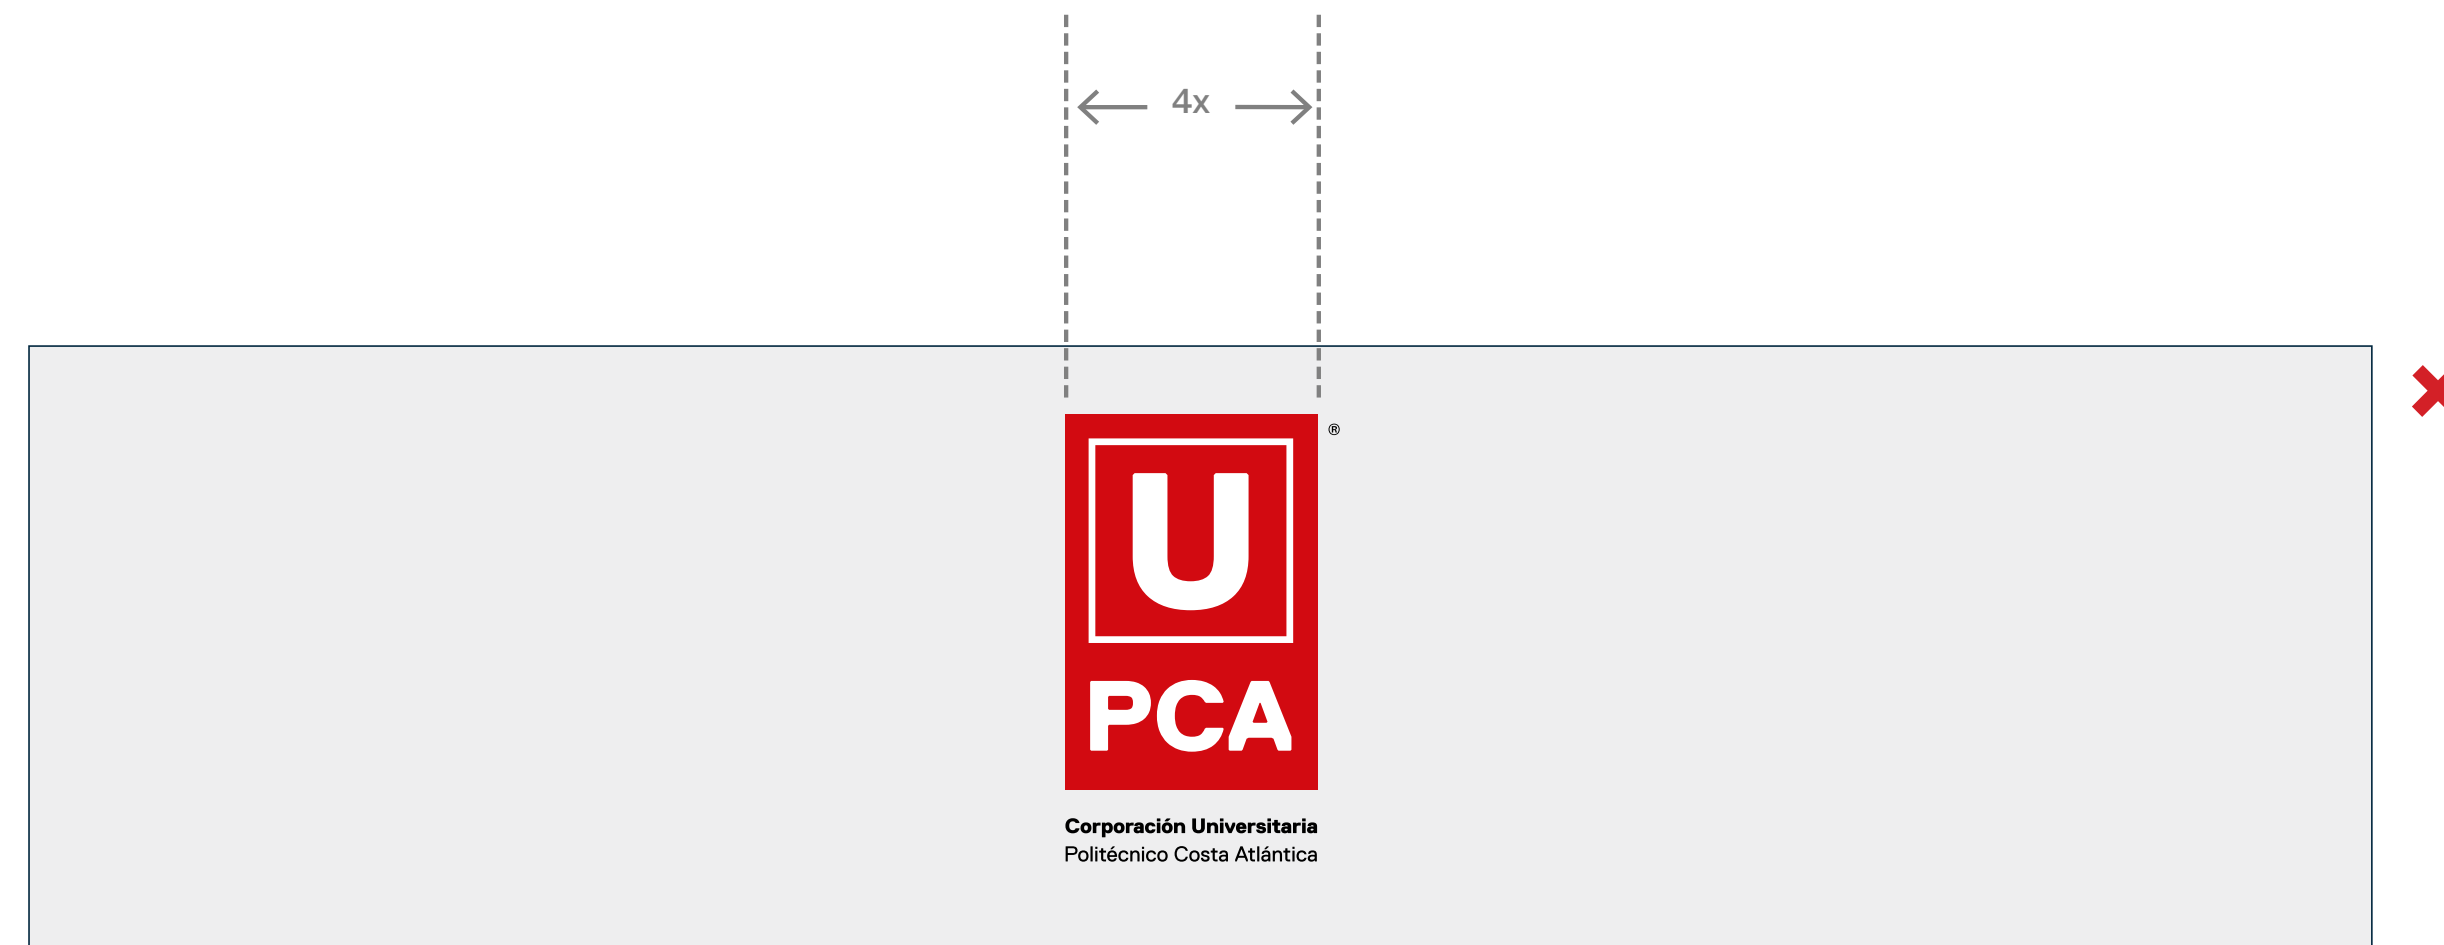 4x
®
U
PCA
Corporación Universitaria
Politécnico Costa Atlántica